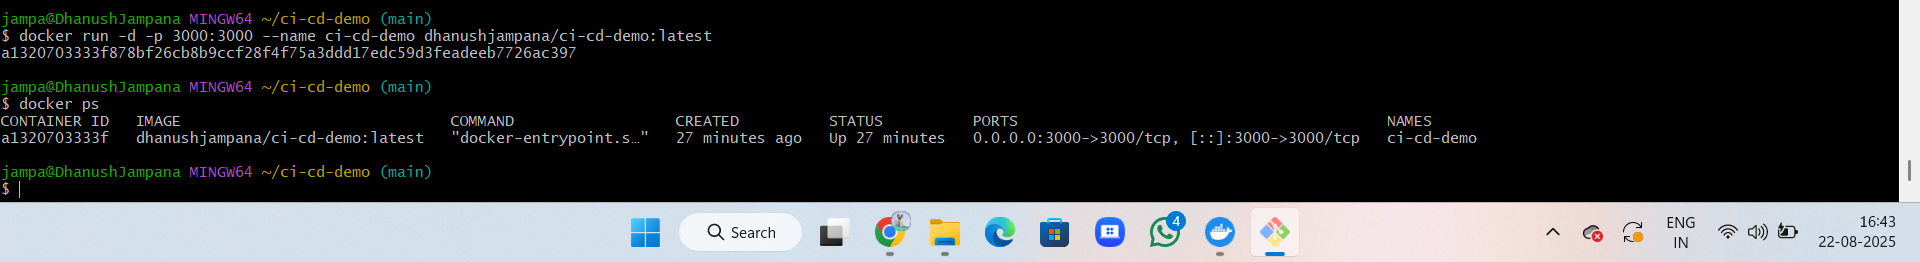 jampa@DhanushJampana MINGW64 ~/ci-cd-demo (main)
$ docker run -d -p 3000:3000 --name ci-cd-demo dhanushjampana/ci-cd-demo:latest
a1320703333f878bf26cb8b9ccf28f4f75a3ddd17edc59d3feadeeb7726ac397
jampa@DhanushJampana MINGW64 ~/ci-cd-demo (main)
$ docker ps
CONTAINER ID   IMAGE                             COMMAND                  CREATED          STATUS          PORTS                                         NAMES
a1320703333f   dhanushjampana/ci-cd-demo:latest   "docker-entrypoint.s…"   27 minutes ago   Up 27 minutes   0.0.0.0:3000->3000/tcp, [::]:3000->3000/tcp   ci-cd-demo
jampa@DhanushJampana MINGW64 ~/ci-cd-demo (main)
$
Search
4
ENG
IN
16:43
22-08-2025